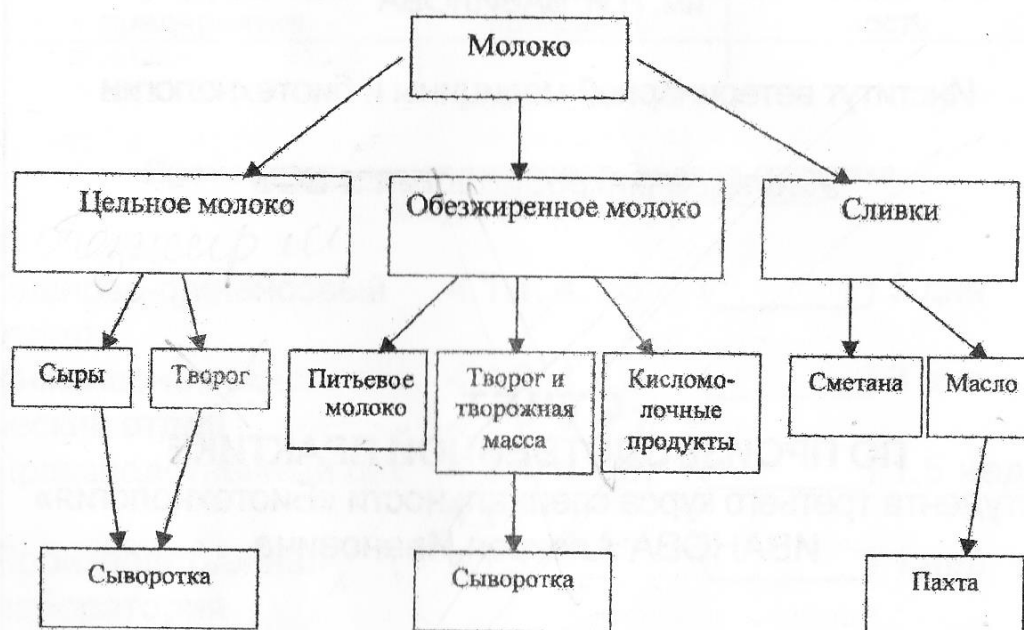 Молоко
Цельное молоко
Обезжиренное молоко
Сливки
Сыры
Творог
Питьевое
молоко
Творог и
творожная
масса
Кисломо-
лочные
продукты
Сметана
Масло
Сыворотка
Сыворотка
Пахта